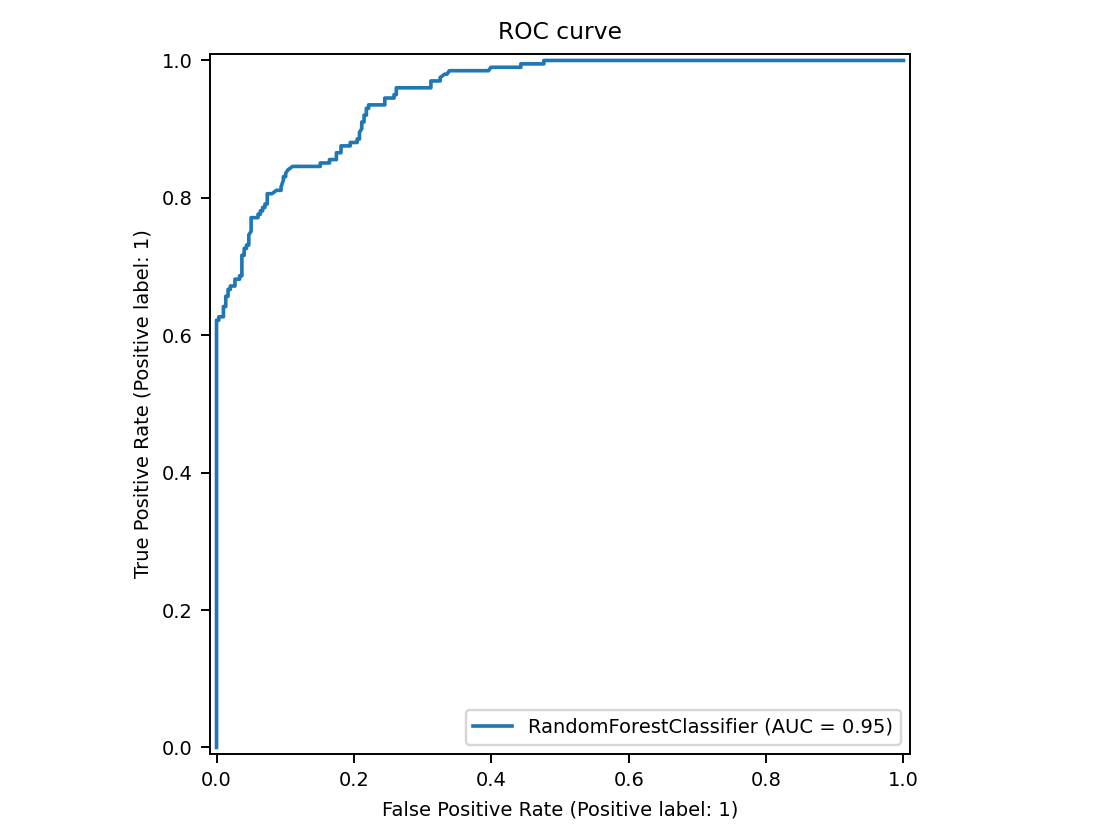 ROC curve
True Positive Rate (Positive label: 1)
1.0
0.8
0.6
0.4
0.2
0.0
RandomForestClassifier (AUC = 0.95)
0.0 0.2 0.4 0.6 0.8 1.0
False Positive Rate (Positive label: 1)